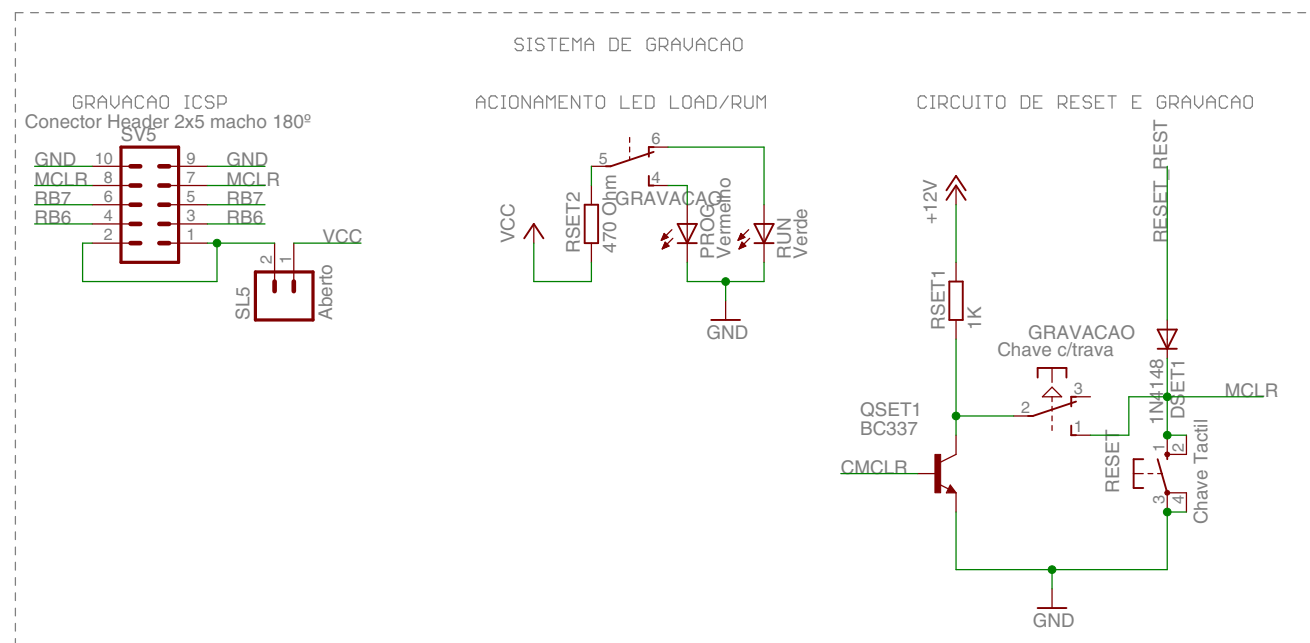 SISTEMA DE GRAVACAO
GRAVACAO ICSP
Conector Header 2x5 macho 180º
SV5
GND 10 9 GND
MCLR 8 7 MCLR
RB7 6 5 RB7
RB6 4 3 RB6
2 1
VCC
2 1
SL5
Aberto
ACIONAMENTO LED LOAD/RUM
6
5
4
GRAVACAO
VCC
RSET2
470 Ohm
PROG
Vermelho
RUN
Verde
GND
CIRCUITO DE RESET E GRAVACAO
+12V
RESET_REST
RSET1
1K
GRAVACAO
Chave c/trava
3
2
1
1N4148
DSET1
MCLR
QSET1
BC337
CMCLR
RESET
1 2
3 4
Chave Tactil
GND